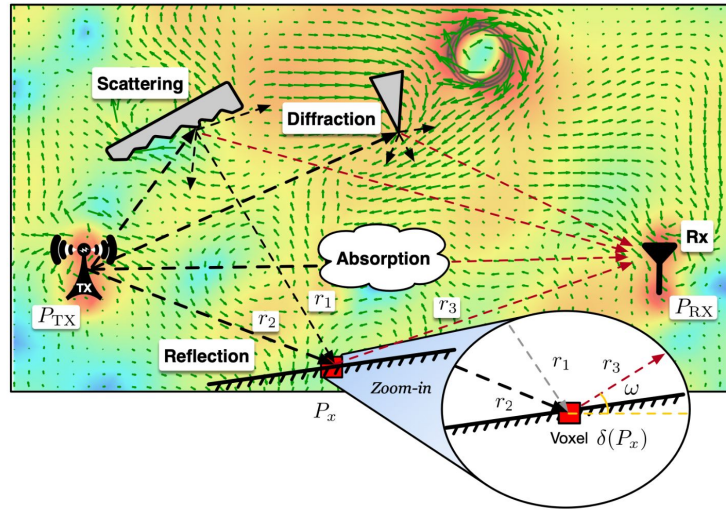 Scattering
Diffraction
Absorption
Rx
TX
P_TX
P_RX
r_1
r_2
r_3
Reflection
P_x
Zoom-in
r_1
r_3
r_2
ω
Voxel
δ(P_x)